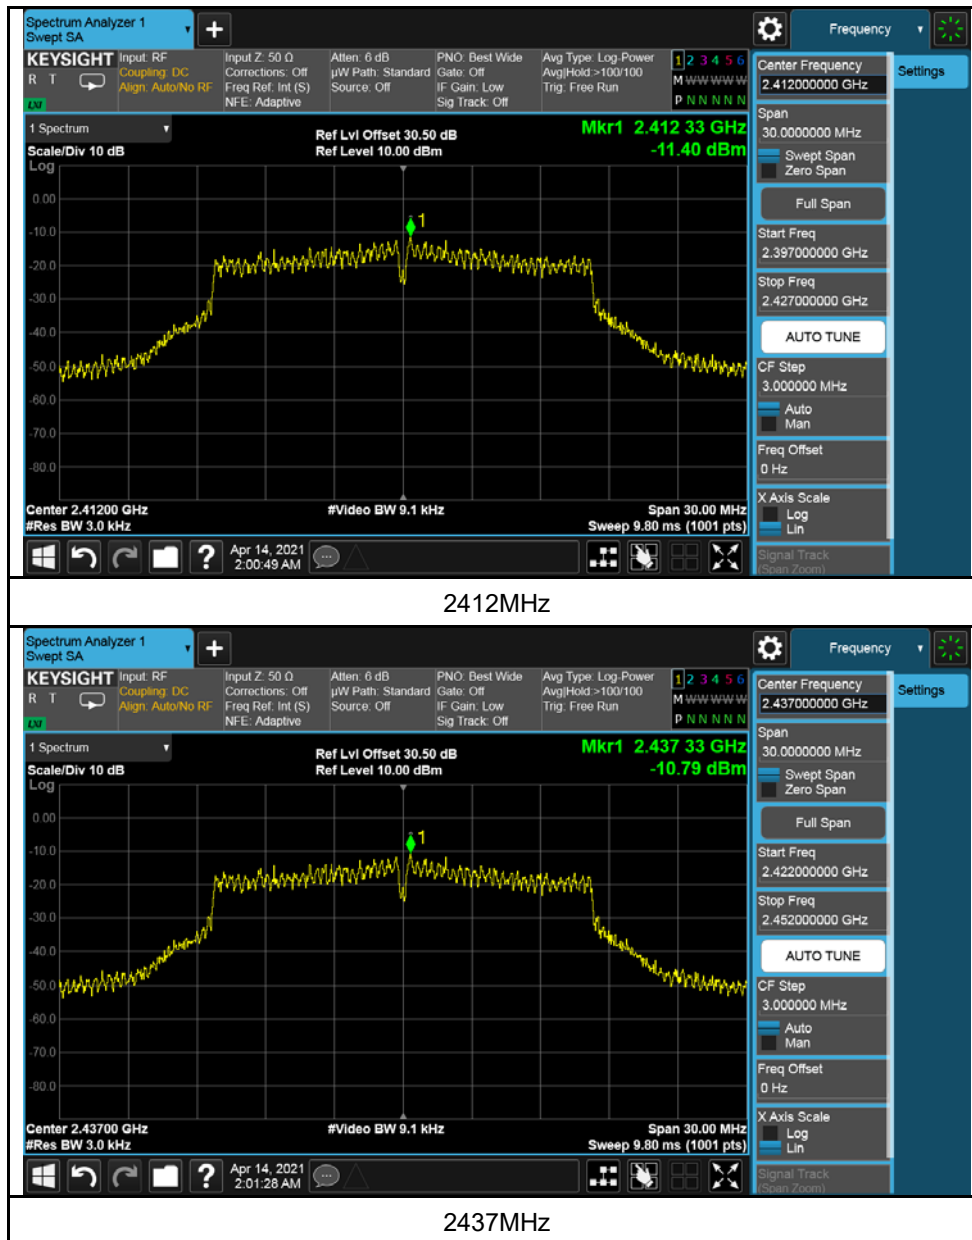 Spectrum Analyzer 1
Swept SA
+
Frequency
KEYSIGHT
R T
LXI
Input: RF
Coupling: DC
Align: Auto/No RF
Input Z: 50 Ω
Corrections: Off
Freq Ref: Int (S)
NFE: Adaptive
Atten: 6 dB
µW Path: Standard
Source: Off
PNO: Best Wide
Gate: Off
IF Gain: Low
Sig Track: Off
Avg Type: Log-Power
Avg|Hold:>100/100
Trig: Free Run
1 2 3 4 5 6
M W W W W W
P N N N N N
Center Frequency
2.412000000 GHz
Settings
1 Spectrum
Scale/Div 10 dB
Log
Ref Lvl Offset 30.50 dB
Ref Level 10.00 dBm
Mkr1 2.412 33 GHz
-11.40 dBm
Span
30.0000000 MHz
Swept Span
Zero Span
Full Span
Start Freq
2.397000000 GHz
Stop Freq
2.427000000 GHz
AUTO TUNE
CF Step
3.000000 MHz
Auto
Man
Freq Offset
0 Hz
X Axis Scale
Log
Lin
Signal Track
(Span Zoom)
1
0.00
-10.0
-20.0
-30.0
-40.0
-50.0
-60.0
-70.0
-80.0
Center 2.41200 GHz
#Res BW 3.0 kHz
#Video BW 9.1 kHz
Span 30.00 MHz
Sweep 9.80 ms (1001 pts)
?
Apr 14, 2021
2:00:49 AM
2412MHz
Spectrum Analyzer 1
Swept SA
+
Frequency
KEYSIGHT
R T
LXI
Input: RF
Coupling: DC
Align: Auto/No RF
Input Z: 50 Ω
Corrections: Off
Freq Ref: Int (S)
NFE: Adaptive
Atten: 6 dB
µW Path: Standard
Source: Off
PNO: Best Wide
Gate: Off
IF Gain: Low
Sig Track: Off
Avg Type: Log-Power
Avg|Hold:>100/100
Trig: Free Run
1 2 3 4 5 6
M W W W W W
P N N N N N
Center Frequency
2.437000000 GHz
Settings
1 Spectrum
Scale/Div 10 dB
Log
Ref Lvl Offset 30.50 dB
Ref Level 10.00 dBm
Mkr1 2.437 33 GHz
-10.79 dBm
Span
30.0000000 MHz
Swept Span
Zero Span
Full Span
Start Freq
2.422000000 GHz
Stop Freq
2.452000000 GHz
AUTO TUNE
CF Step
3.000000 MHz
Auto
Man
Freq Offset
0 Hz
X Axis Scale
Log
Lin
Signal Track
(Span Zoom)
1
0.00
-10.0
-20.0
-30.0
-40.0
-50.0
-60.0
-70.0
-80.0
Center 2.43700 GHz
#Res BW 3.0 kHz
#Video BW 9.1 kHz
Span 30.00 MHz
Sweep 9.80 ms (1001 pts)
?
Apr 14, 2021
2:01:28 AM
2437MHz